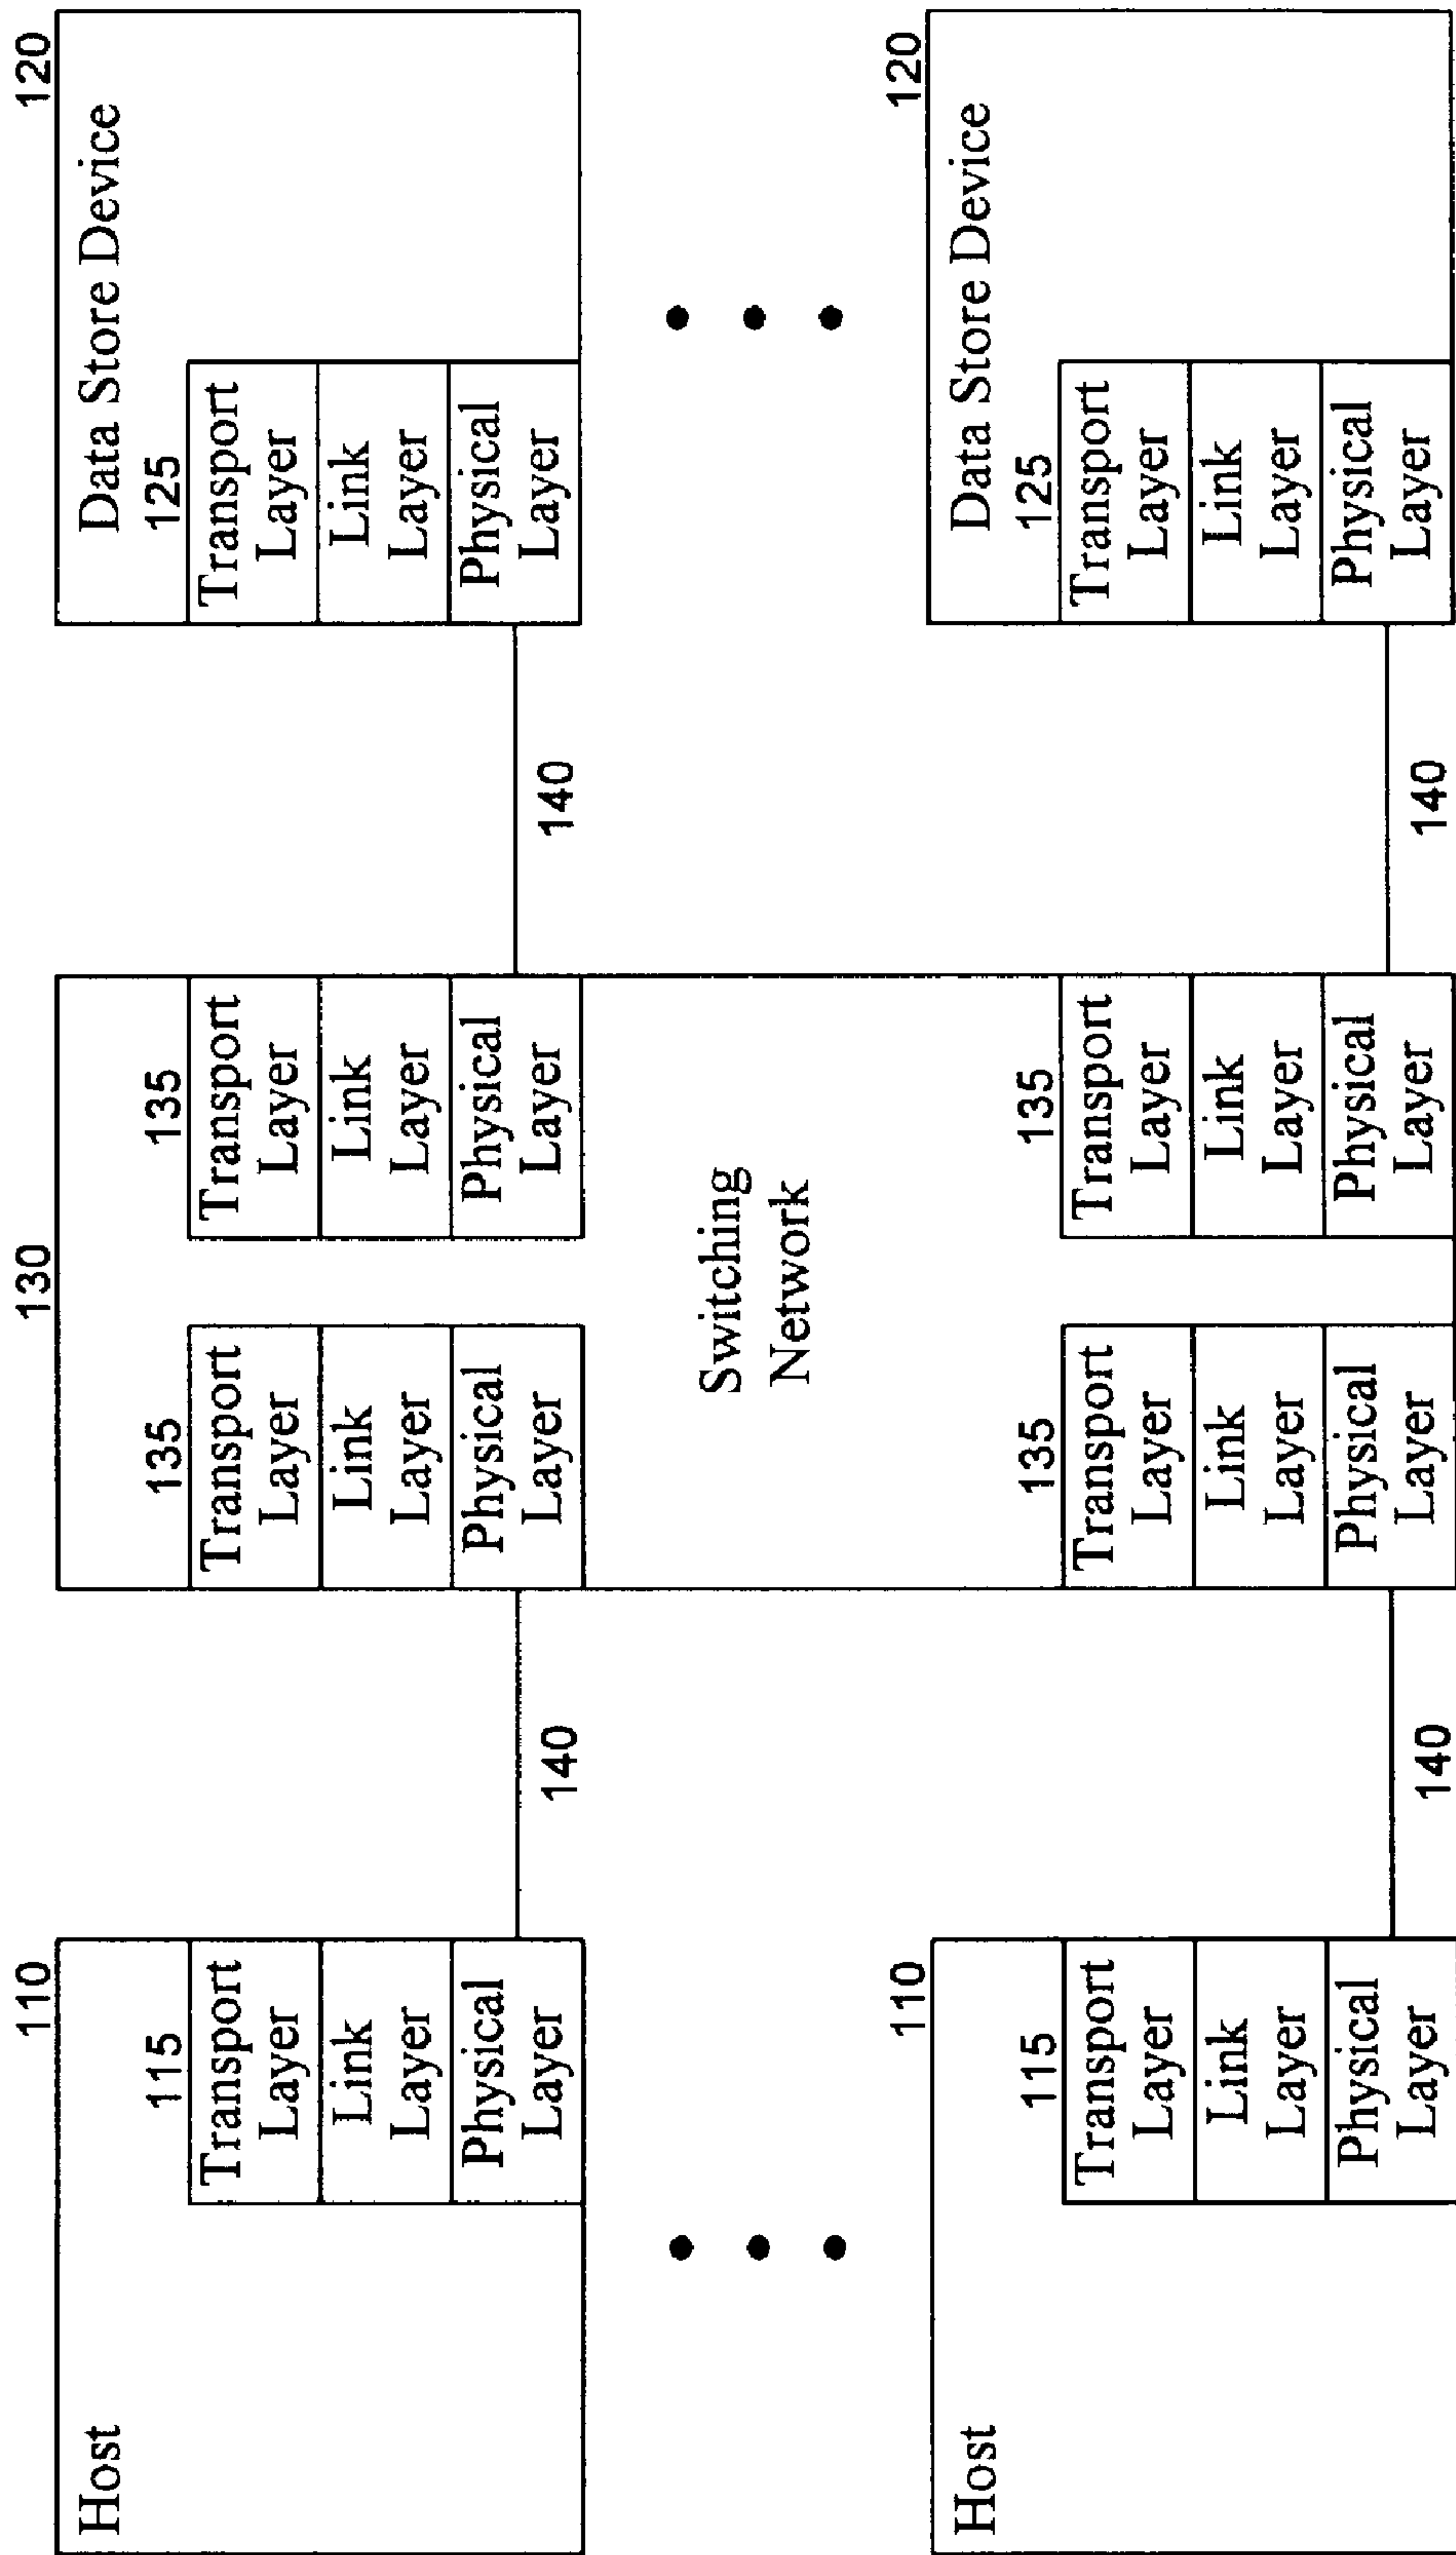 110
Host
115
Transport
Layer
Link
Layer
Physical
Layer
140
130
135
Transport
Layer
Link
Layer
Physical
Layer
135
Transport
Layer
Link
Layer
Physical
Layer
140
120
Data Store Device
125
Transport
Layer
Link
Layer
Physical
Layer
Switching
Network
110
Host
115
Transport
Layer
Link
Layer
Physical
Layer
140
135
Transport
Layer
Link
Layer
Physical
Layer
135
Transport
Layer
Link
Layer
Physical
Layer
140
120
Data Store Device
125
Transport
Layer
Link
Layer
Physical
Layer